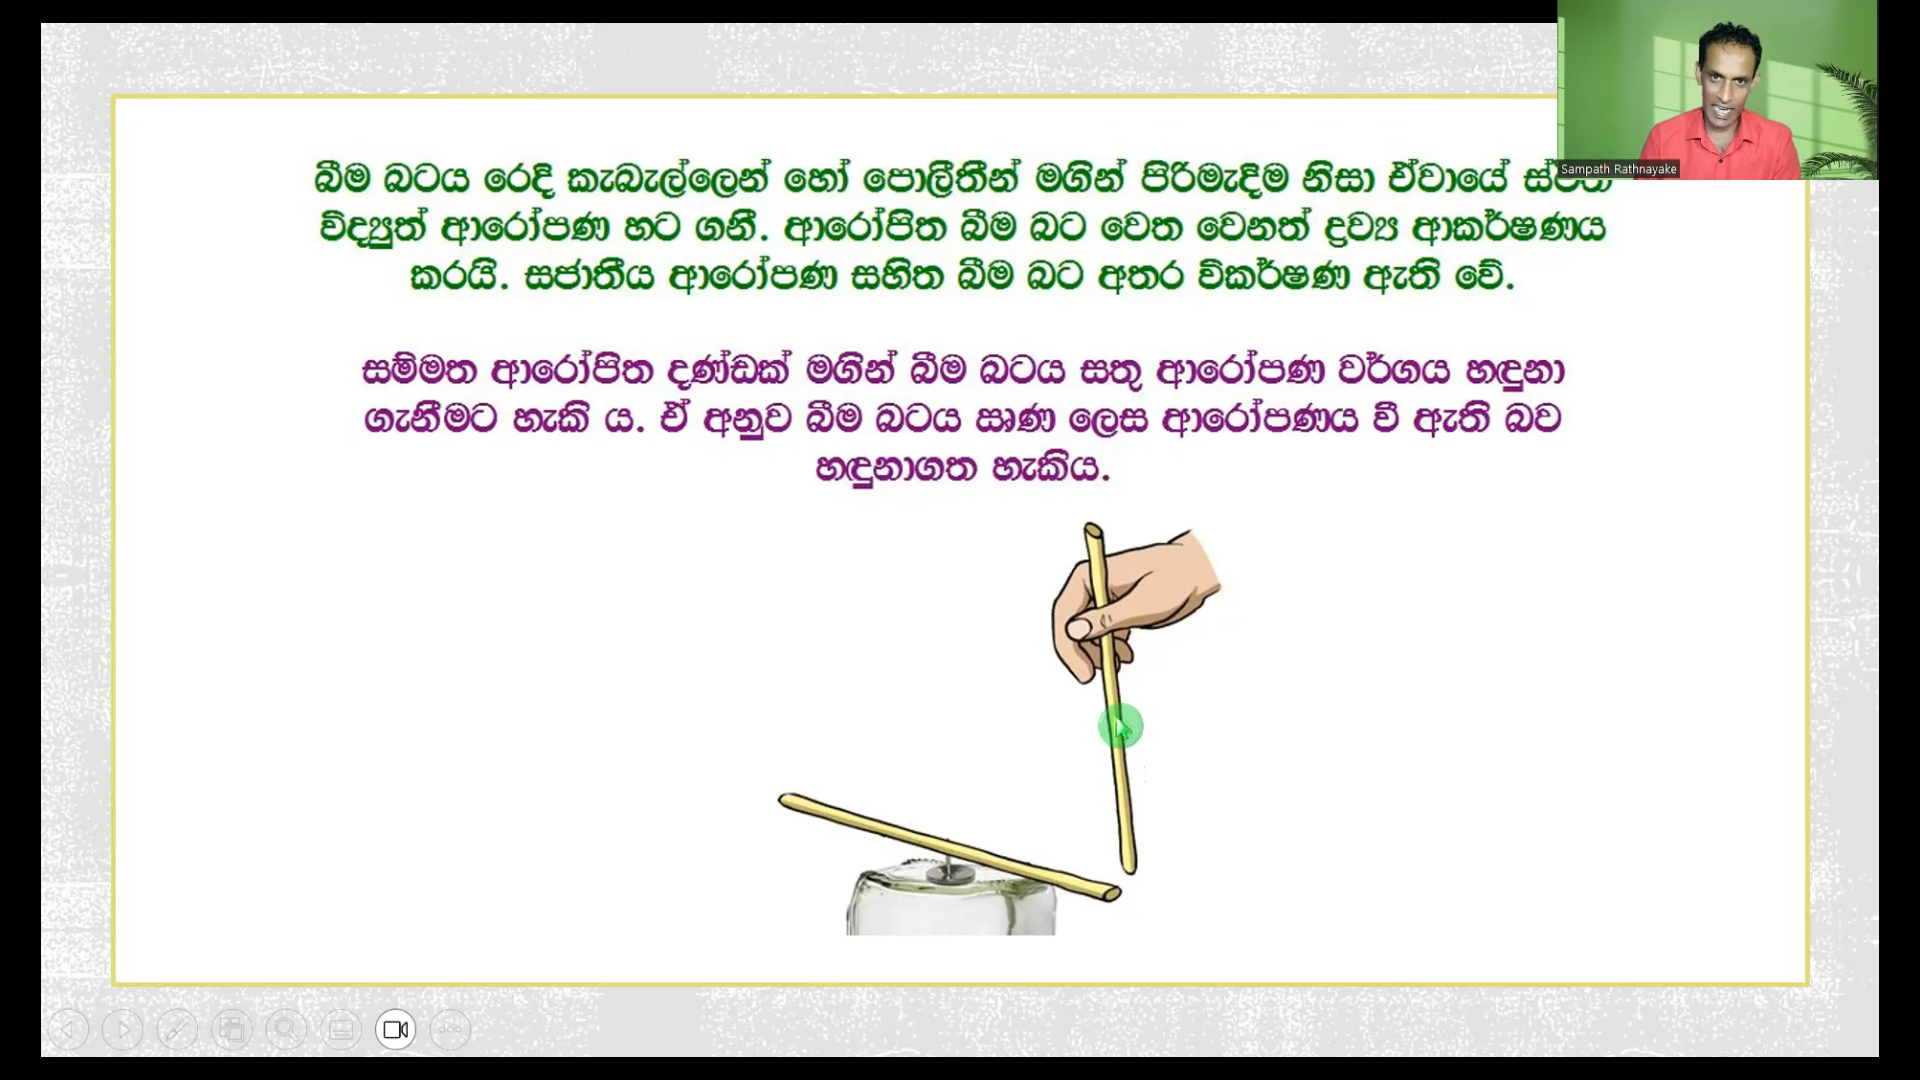 Sampath Rathnayake
බීම බටය රෙදි කැබැල්ලෙන් හෝ පොලිතීන් මගින් පිරිමැදිම නිසා ඒවායේ
විද්‍යුත් ආරෝපණ හට ගනී. ආරෝපිත බීම බට වෙත වෙනත් ද්‍රව්‍ය ආකර්ෂණය
කරයි. සජාතීය ආරෝපණ සහිත බීම බට අතර විකර්ෂණ ඇති වේ.
සම්මත ආරෝපිත දණ්ඩක් මගින් බීම බටය සතු ආරෝපණ වර්ගය හඳුනා
ගැනීමට හැකි ය. ඒ අනුව බීම බටය ඍණ ලෙස ආරෝපණය වී ඇති බව
හඳුනාගත හැකිය.